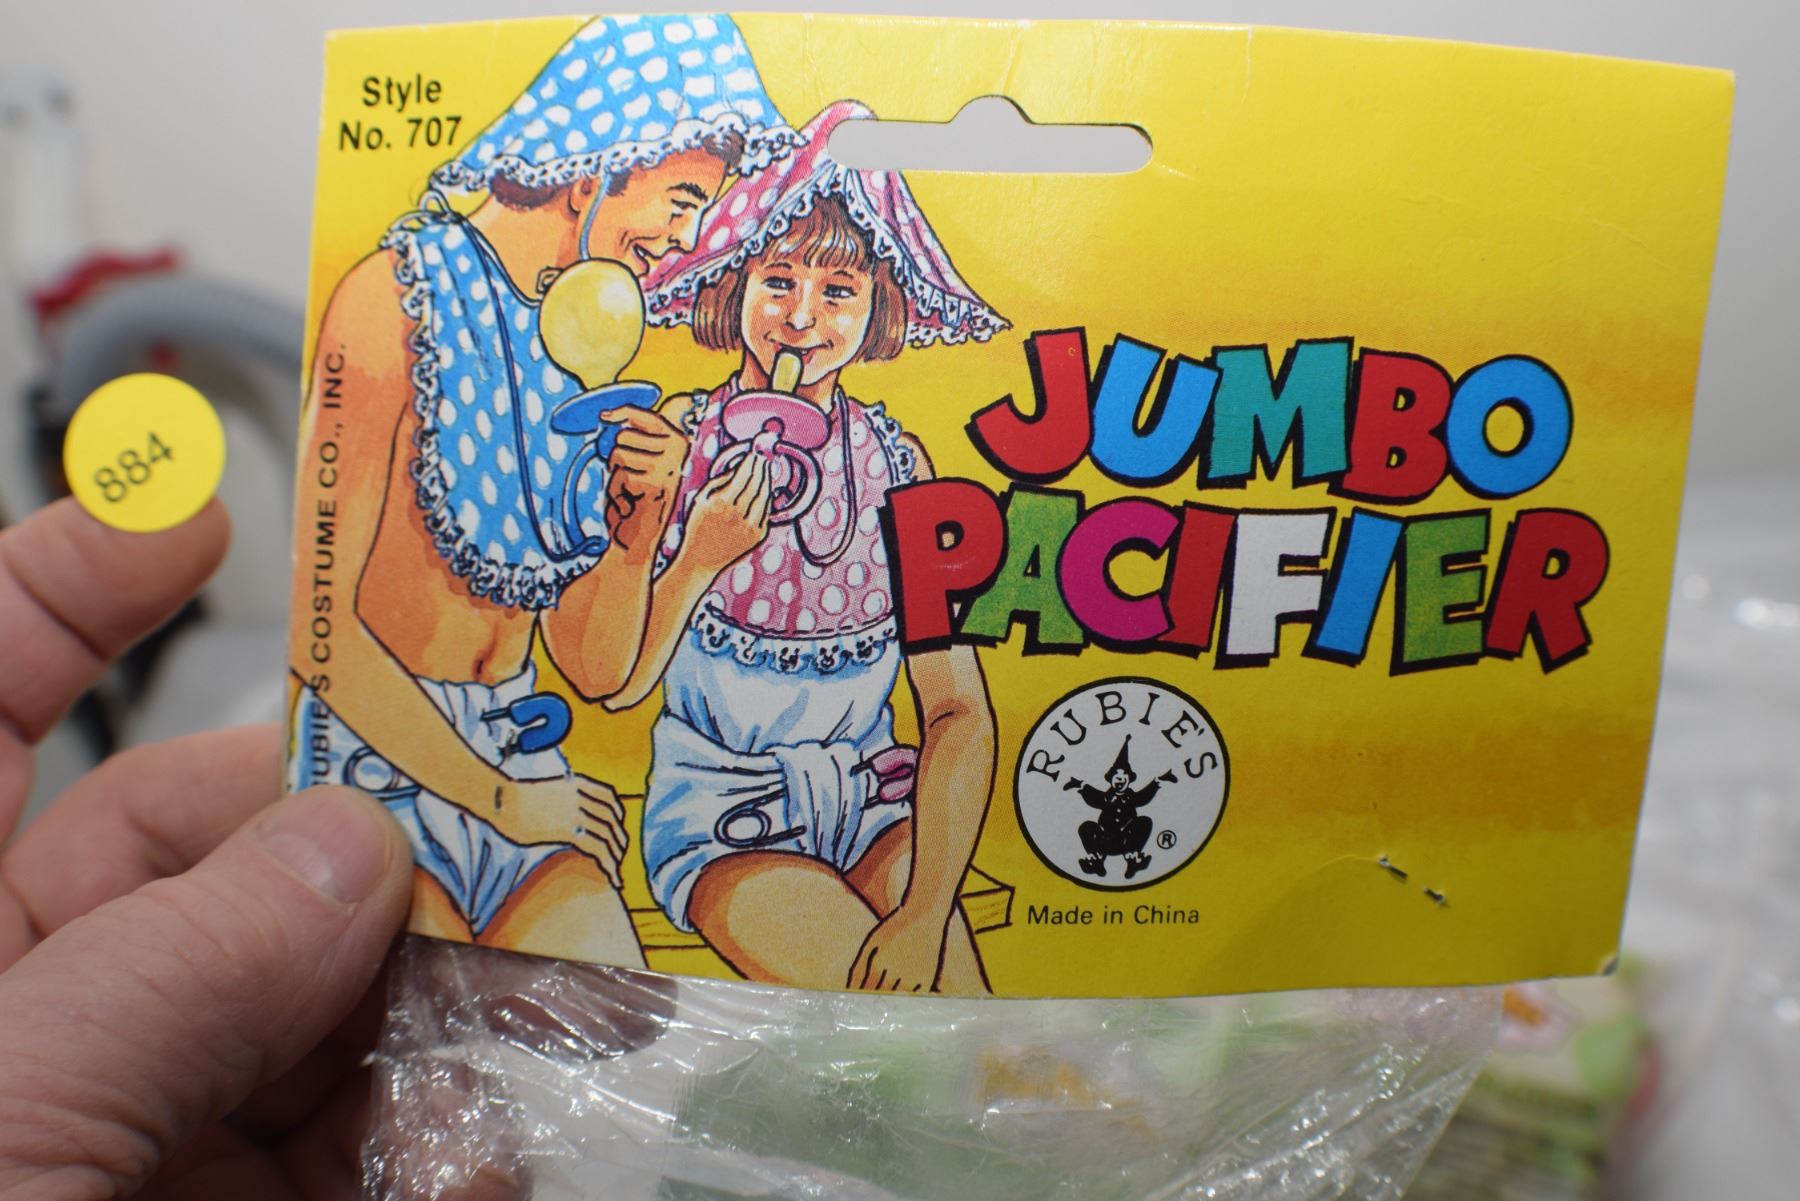 Style
No. 707
884
RUBIE'S COSTUME CO., INC.
JUMBO
PACIFIER
RUBIE'S
®
Made in China